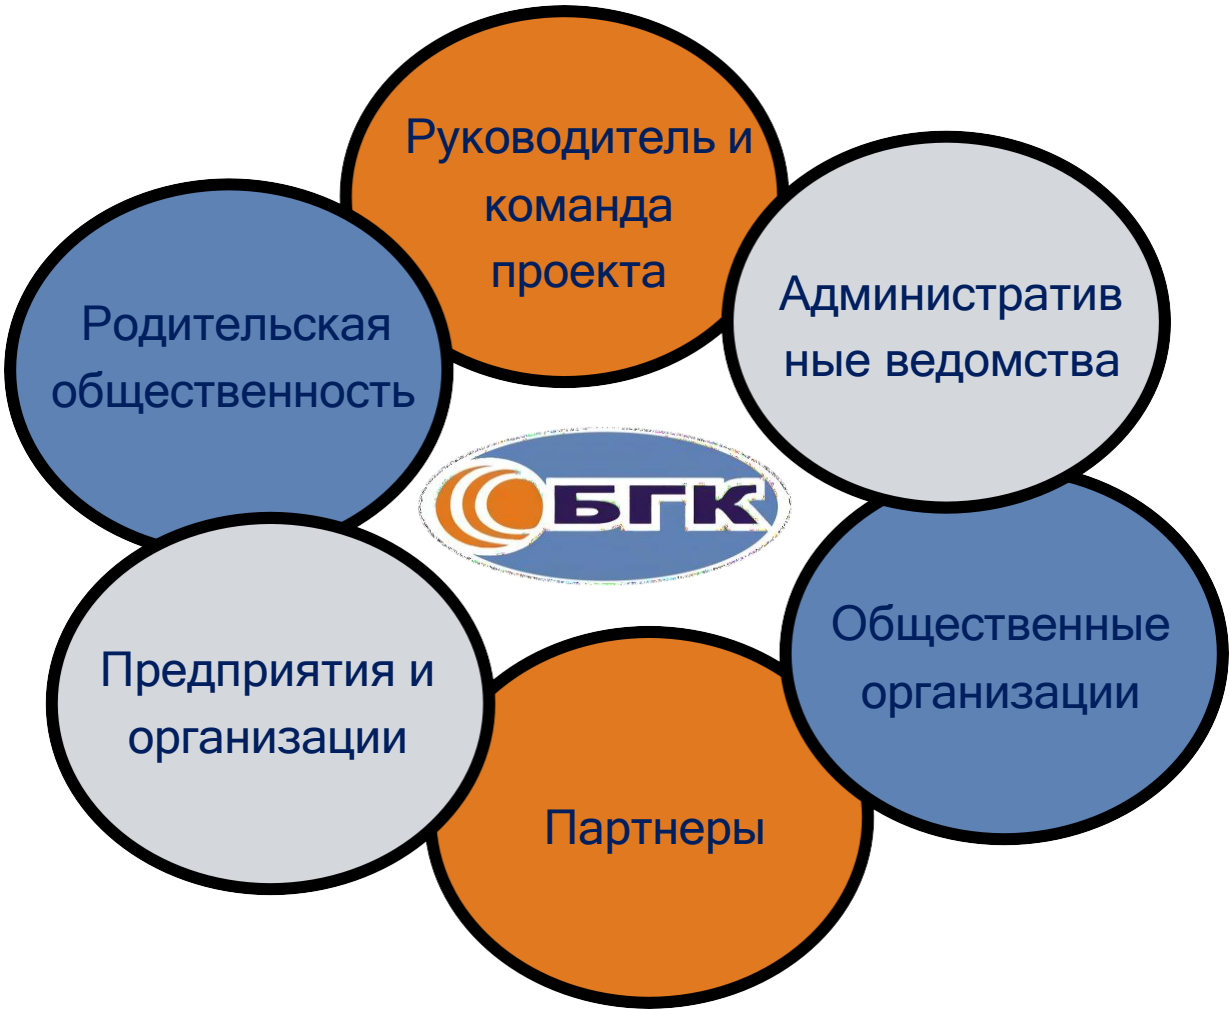 Руководитель и
команда
проекта
Административ
ные ведомства
Родительская
общественность
БГК
Общественные
организации
Предприятия и
организации
Партнеры